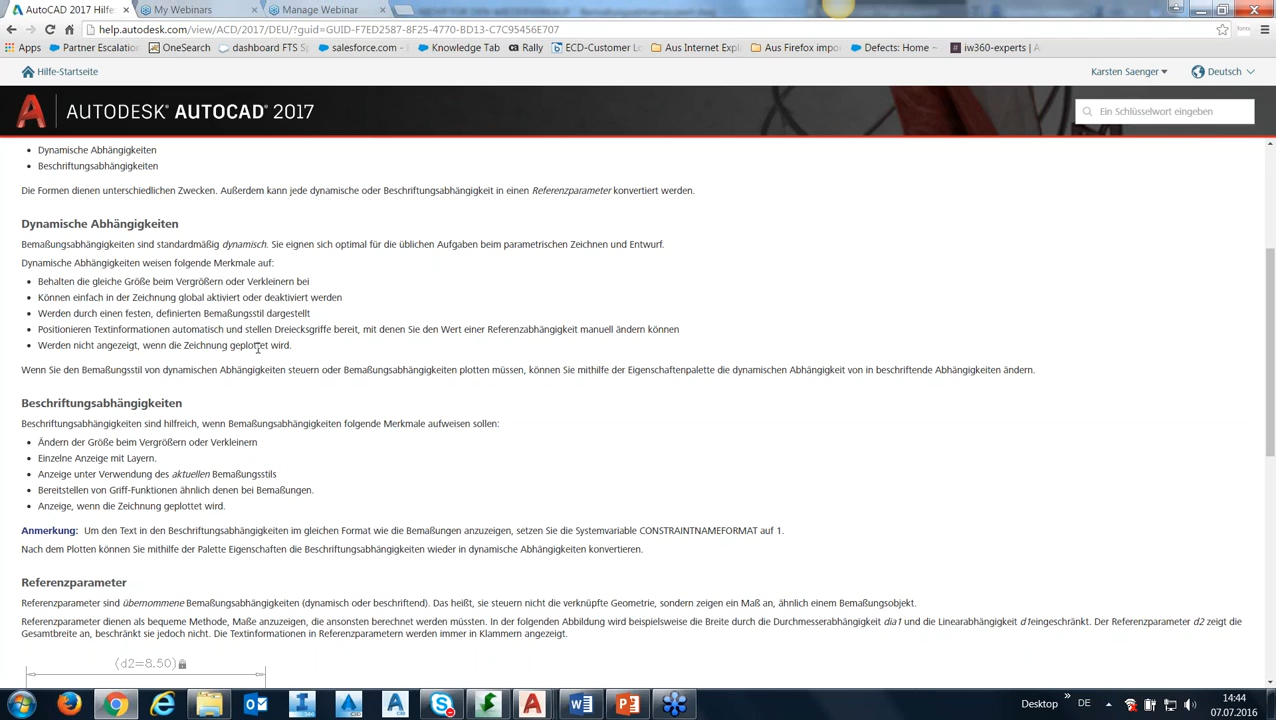 AutoCAD 2017 Hilfe:
My Webinars
Manage Webinar
help.autodesk.com/view/ACD/2017/DEU/?guid=GUID-F7ED2587-8F25-4770-BD13-C7C95456E707
Apps Partner Escalatio OneSearch dashboard FTS Sp salesforce.com - Knowledge Tab Rally ECD-Customer Lo Aus Internet Explo Aus Firefox impor Defects: Home ~ iw360-experts | As
Hilfe-Startseite
Karsten Saenger
Deutsch
AUTODESK® AUTOCAD® 2017
Ein Schlüsselwort eingeben
• Dynamische Abhängigkeiten
• Beschriftungsabhängigkeiten
Die Formen dienen unterschiedlichen Zwecken. Außerdem kann jede dynamische oder Beschriftungsabhängigkeit in einen Referenzparameter konvertiert werden.
Dynamische Abhängigkeiten
Bemaßungsabhängigkeiten sind standardmäßig dynamisch. Sie eignen sich optimal für die üblichen Aufgaben beim parametrischen Zeichnen und Entwurf.
Dynamische Abhängigkeiten weisen folgende Merkmale auf:
• Behalten die gleiche Größe beim Vergrößern oder Verkleinern bei
• Können einfach in der Zeichnung global aktiviert oder deaktiviert werden
• Werden durch einen festen, definierten Bemaßungsstil dargestellt
• Positionieren Textinformationen automatisch und stellen Dreiecksgriffe bereit, mit denen Sie den Wert einer Referenzabhängigkeit manuell ändern können
• Werden nicht angezeigt, wenn die Zeichnung geplottet wird.
Wenn Sie den Bemaßungsstil von dynamischen Abhängigkeiten steuern oder Bemaßungsabhängigkeiten plotten müssen, können Sie mithilfe der Eigenschaftenpalette die dynamischen Abhängigkeit von in beschriftende Abhängigkeiten ändern.
Beschriftungsabhängigkeiten
Beschriftungsabhängigkeiten sind hilfreich, wenn Bemaßungsabhängigkeiten folgende Merkmale aufweisen sollen:
• Ändern der Größe beim Vergrößern oder Verkleinern
• Einzelne Anzeige mit Layern.
• Anzeige unter Verwendung des aktuellen Bemaßungsstils
• Bereitstellen von Griff-Funktionen ähnlich denen bei Bemaßungen.
• Anzeige, wenn die Zeichnung geplottet wird.
Anmerkung: Um den Text in den Beschriftungsabhängigkeiten im gleichen Format wie die Bemaßungen anzuzeigen, setzen Sie die Systemvariable CONSTRAINTNAMEFORMAT auf 1.
Nach dem Plotten können Sie mithilfe der Palette Eigenschaften die Beschriftungsabhängigkeiten wieder in dynamische Abhängigkeiten konvertieren.
Referenzparameter
Referenzparameter sind übernommene Bemaßungsabhängigkeiten (dynamisch oder beschriftend). Das heißt, sie steuern nicht die verknüpfte Geometrie, sondern zeigen ein Maß an, ähnlich einem Bemaßungsobjekt.
Referenzparameter dienen als bequeme Methode, Maße anzuzeigen, die ansonsten berechnet werden müssten. In der folgenden Abbildung wird beispielsweise die Breite durch die Durchmesserabhängigkeit dia1 und die Linearabhängigkeit d1eingeschränkt. Der Referenzparameter d2 zeigt die
Gesamtbreite an, beschränkt sie jedoch nicht. Die Textinformationen in Referenzparametern werden immer in Klammern angezeigt.
(d2=8.50)
Desktop
DE
14:44
07.07.2016